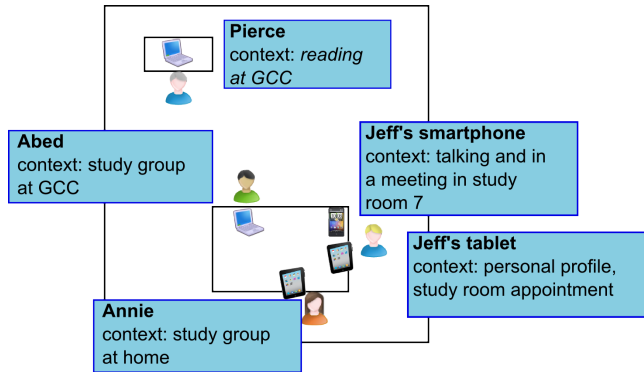 Pierce
context: reading
at GCC
Abed
context: study group
at GCC
Jeff's smartphone
context: talking and in
a meeting in study
room 7
Jeff's tablet
context: personal profile,
study room appointment
Annie
context: study group
at home